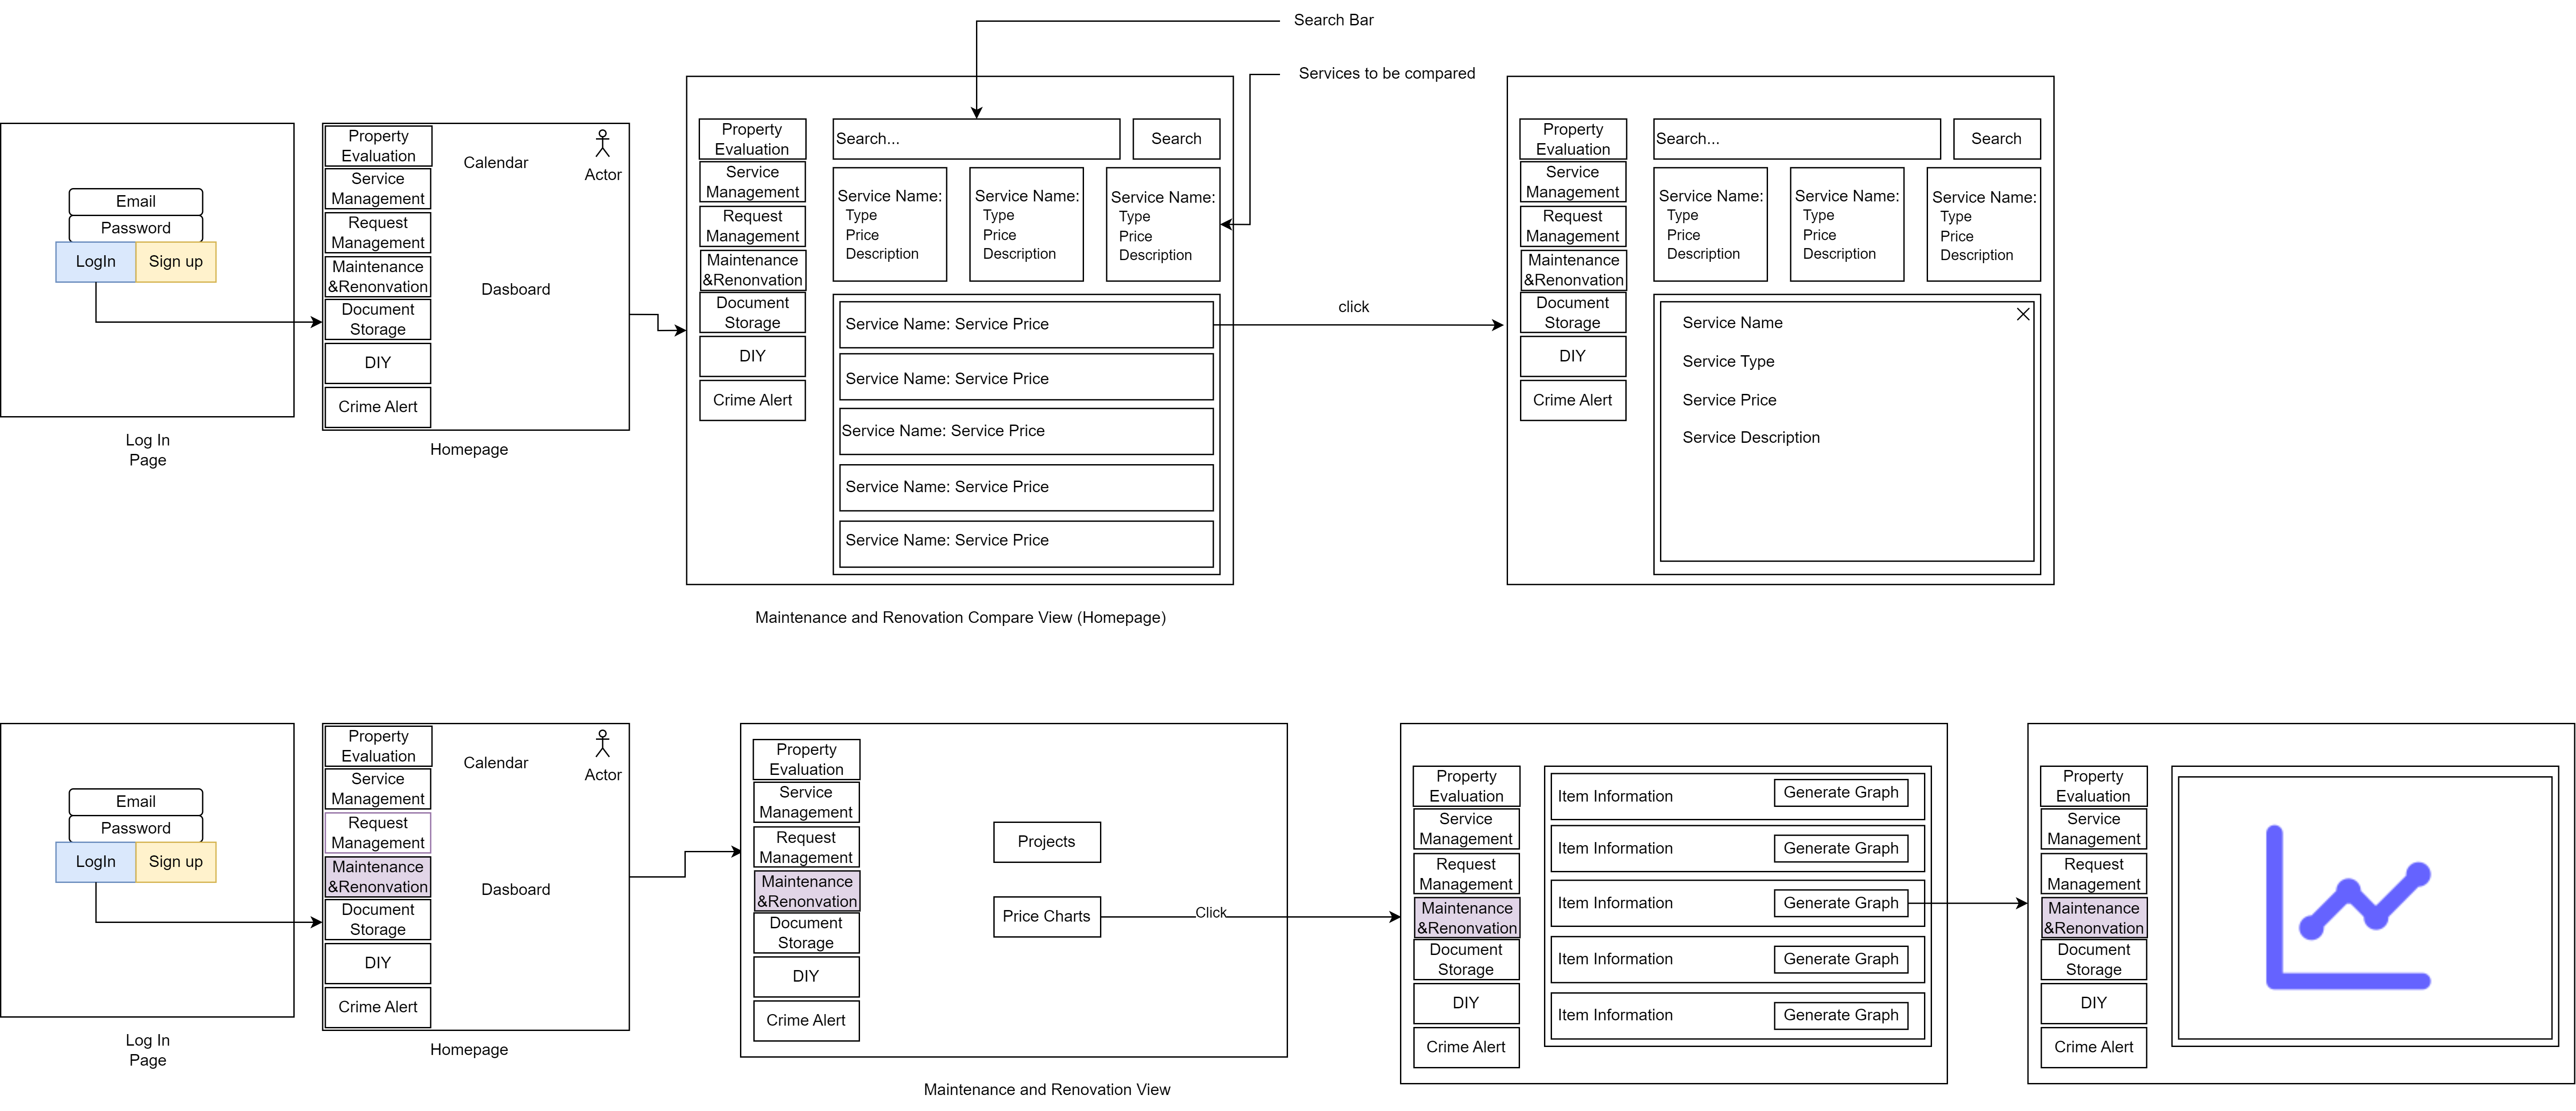 Search Bar
Services to be compared
Email
Password
LogIn
Sign up
Log In
Page
Property
Evaluation
Service
Management
Request
Management
Maintenance
&Renonvation
Document
Storage
DIY
Crime Alert
Calendar
Actor
Dasboard
Homepage
Property
Evaluation
Service
Management
Request
Management
Maintenance
&Renonvation
Document
Storage
DIY
Crime Alert
Search...
Search
Service Name:
Type
Price
Description
Service Name:
Type
Price
Description
Service Name:
Type
Price
Description
Service Name: Service Price
Service Name: Service Price
Service Name: Service Price
Service Name: Service Price
Service Name: Service Price
Maintenance and Renovation Compare View (Homepage)
click
Property
Evaluation
Service
Management
Request
Management
Maintenance
&Renonvation
Document
Storage
DIY
Crime Alert
Search...
Search
Service Name:
Type
Price
Description
Service Name:
Type
Price
Description
Service Name:
Type
Price
Description
Service Name
Service Type
Service Price
Service Description
Email
Password
LogIn
Sign up
Log In
Page
Property
Evaluation
Service
Management
Request
Management
Maintenance
&Renonvation
Document
Storage
DIY
Crime Alert
Calendar
Actor
Dasboard
Homepage
Property
Evaluation
Service
Management
Request
Management
Maintenance
&Renonvation
Document
Storage
DIY
Crime Alert
Projects
Price Charts
Click
Maintenance and Renovation View
Property
Evaluation
Service
Management
Request
Management
Maintenance
&Renonvation
Document
Storage
DIY
Crime Alert
Item Information
Generate Graph
Item Information
Generate Graph
Item Information
Generate Graph
Item Information
Generate Graph
Item Information
Generate Graph
Property
Evaluation
Service
Management
Request
Management
Maintenance
&Renonvation
Document
Storage
DIY
Crime Alert